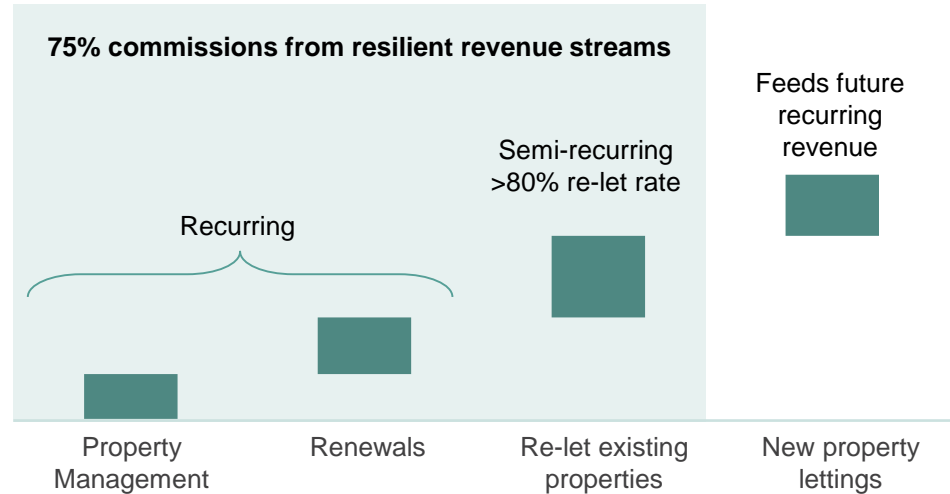 75% commissions from resilient revenue streams
Feeds future
recurring
revenue
Semi-recurring
>80% re-let rate
Recurring
Property
Management
Renewals
Re-let existing
properties
New property
lettings